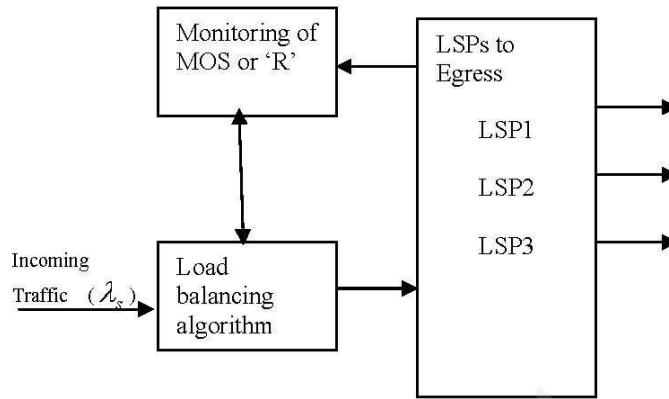 Monitoring of
MOS or ‘R’
LSPs to
Egress
LSP1
LSP2
LSP3
Incoming
Traffic (λs)
Load
balancing
algorithm